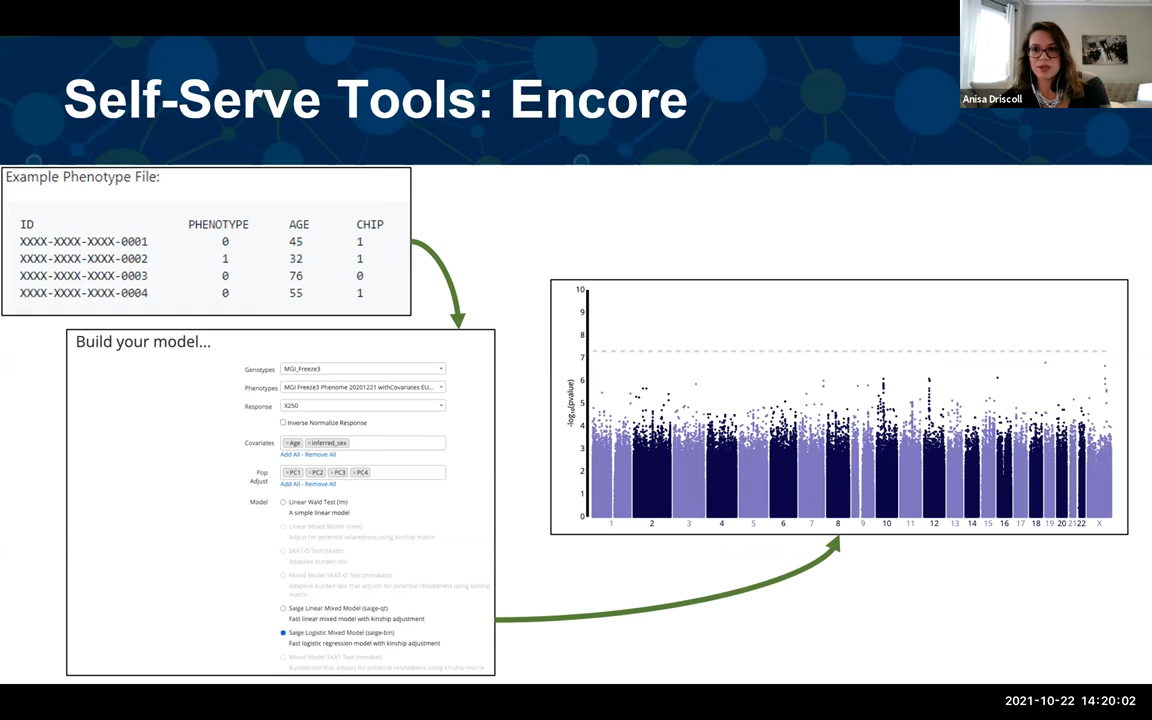 Self-Serve Tools: Encore
Anisa Driscoll
Example Phenotype File:
ID PHENOTYPE AGE CHIP
XXXX-XXXX-XXXX-0001 0 45 1
XXXX-XXXX-XXXX-0002 1 32 1
XXXX-XXXX-XXXX-0003 0 76 0
XXXX-XXXX-XXXX-0004 0 55 1
Build your model...
Genotypes MGI_Freeze3
Phenotypes MGI Freeze3 Phenome 20201221 withCovariates EU...
Response X250
Inverse Normalize Response
Covariates ×Age ×inferred_sex
Add All - Remove All
Pop Adjust ×PC1 ×PC2 ×PC3 ×PC4
Add All - Remove All
Model Linear Wald Test (lm)
A simple linear model
Linear Mixed Model (lmm)
Adjust for potential relatedness using kinship matrix
SKAT-O Test (skato)
Adaptive burden test
Mixed Model SKAT-O Test (mmskato)
Adaptive burden test that adjusts for potential relatedness using kinship
matrix
Saige Linear Mixed Model (saige-qt)
Fast linear mixed model with kinship adjustment
Saige Logistic Mixed Model (saige-bin)
Fast logistic regression model with kinship adjustment
Mixed Model SKAT Test (mmskat)
Burden test that adjusts for potential relatedness using kinship matrix
-log10(pvalue)
10
9
8
7
6
5
4
3
2
1
0
1 2 3 4 5 6 7 8 9 10 11 12 13 14 15 16 17 18 19 20 21 22 X
2021-10-22 14:20:02